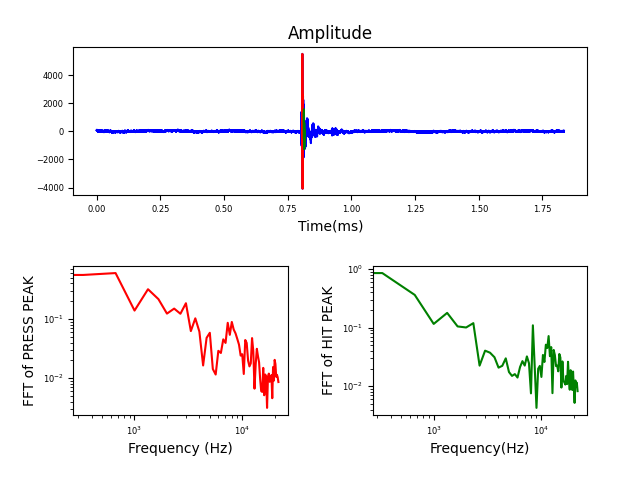 Amplitude
4000
2000
0
−2000
−4000
0.00 0.25 0.50 0.75 1.00 1.25 1.50 1.75
Time(ms)
FFT of PRESS PEAK
10⁻¹
10⁻²
10³ 10⁴
Frequency (Hz)
FFT of HIT PEAK
10⁰
10⁻¹
10⁻²
10³ 10⁴
Frequency(Hz)